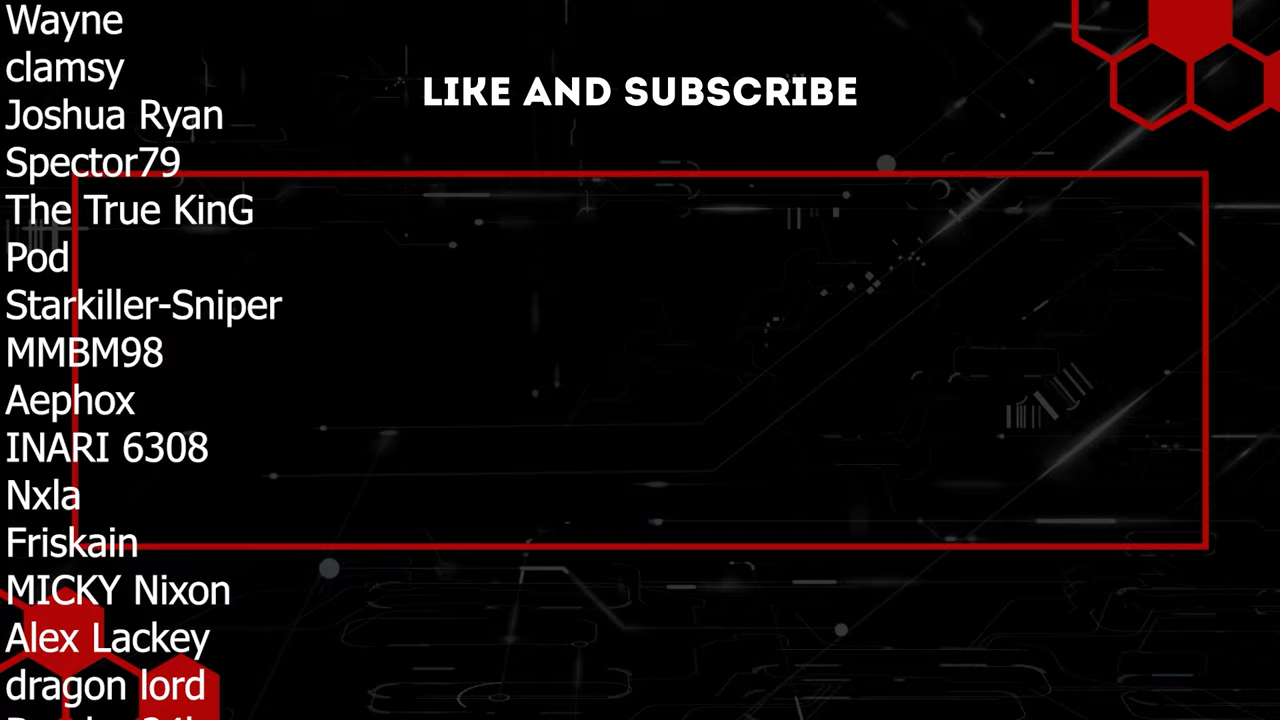 Wayne
clamsy
LIKE AND SUBSCRIBE
Joshua Ryan
Spector79
The True KinG
Pod
Starkiller-Sniper
MMBM98
Aephox
INARI 6308
Nxla
Friskain
MICKY Nixon
Alex Lackey
dragon lord